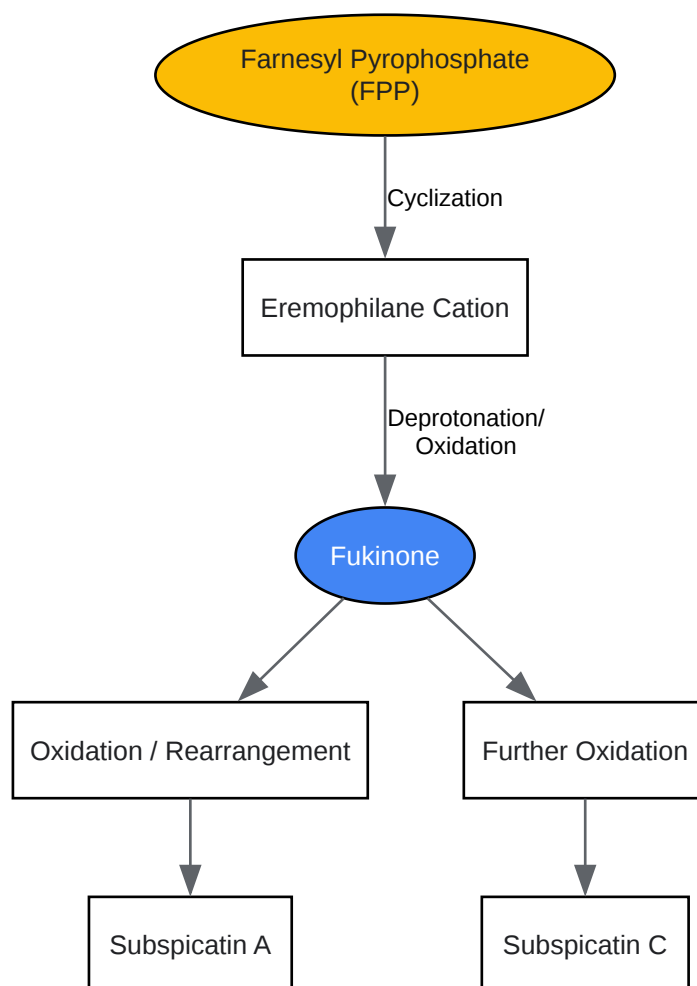 Farnesyl Pyrophosphate
(FPP)
Cyclization
Eremophilane Cation
Deprotonation/
Oxidation
Fukinone
Oxidation / Rearrangement
Further Oxidation
Subspicatin A
Subspicatin C